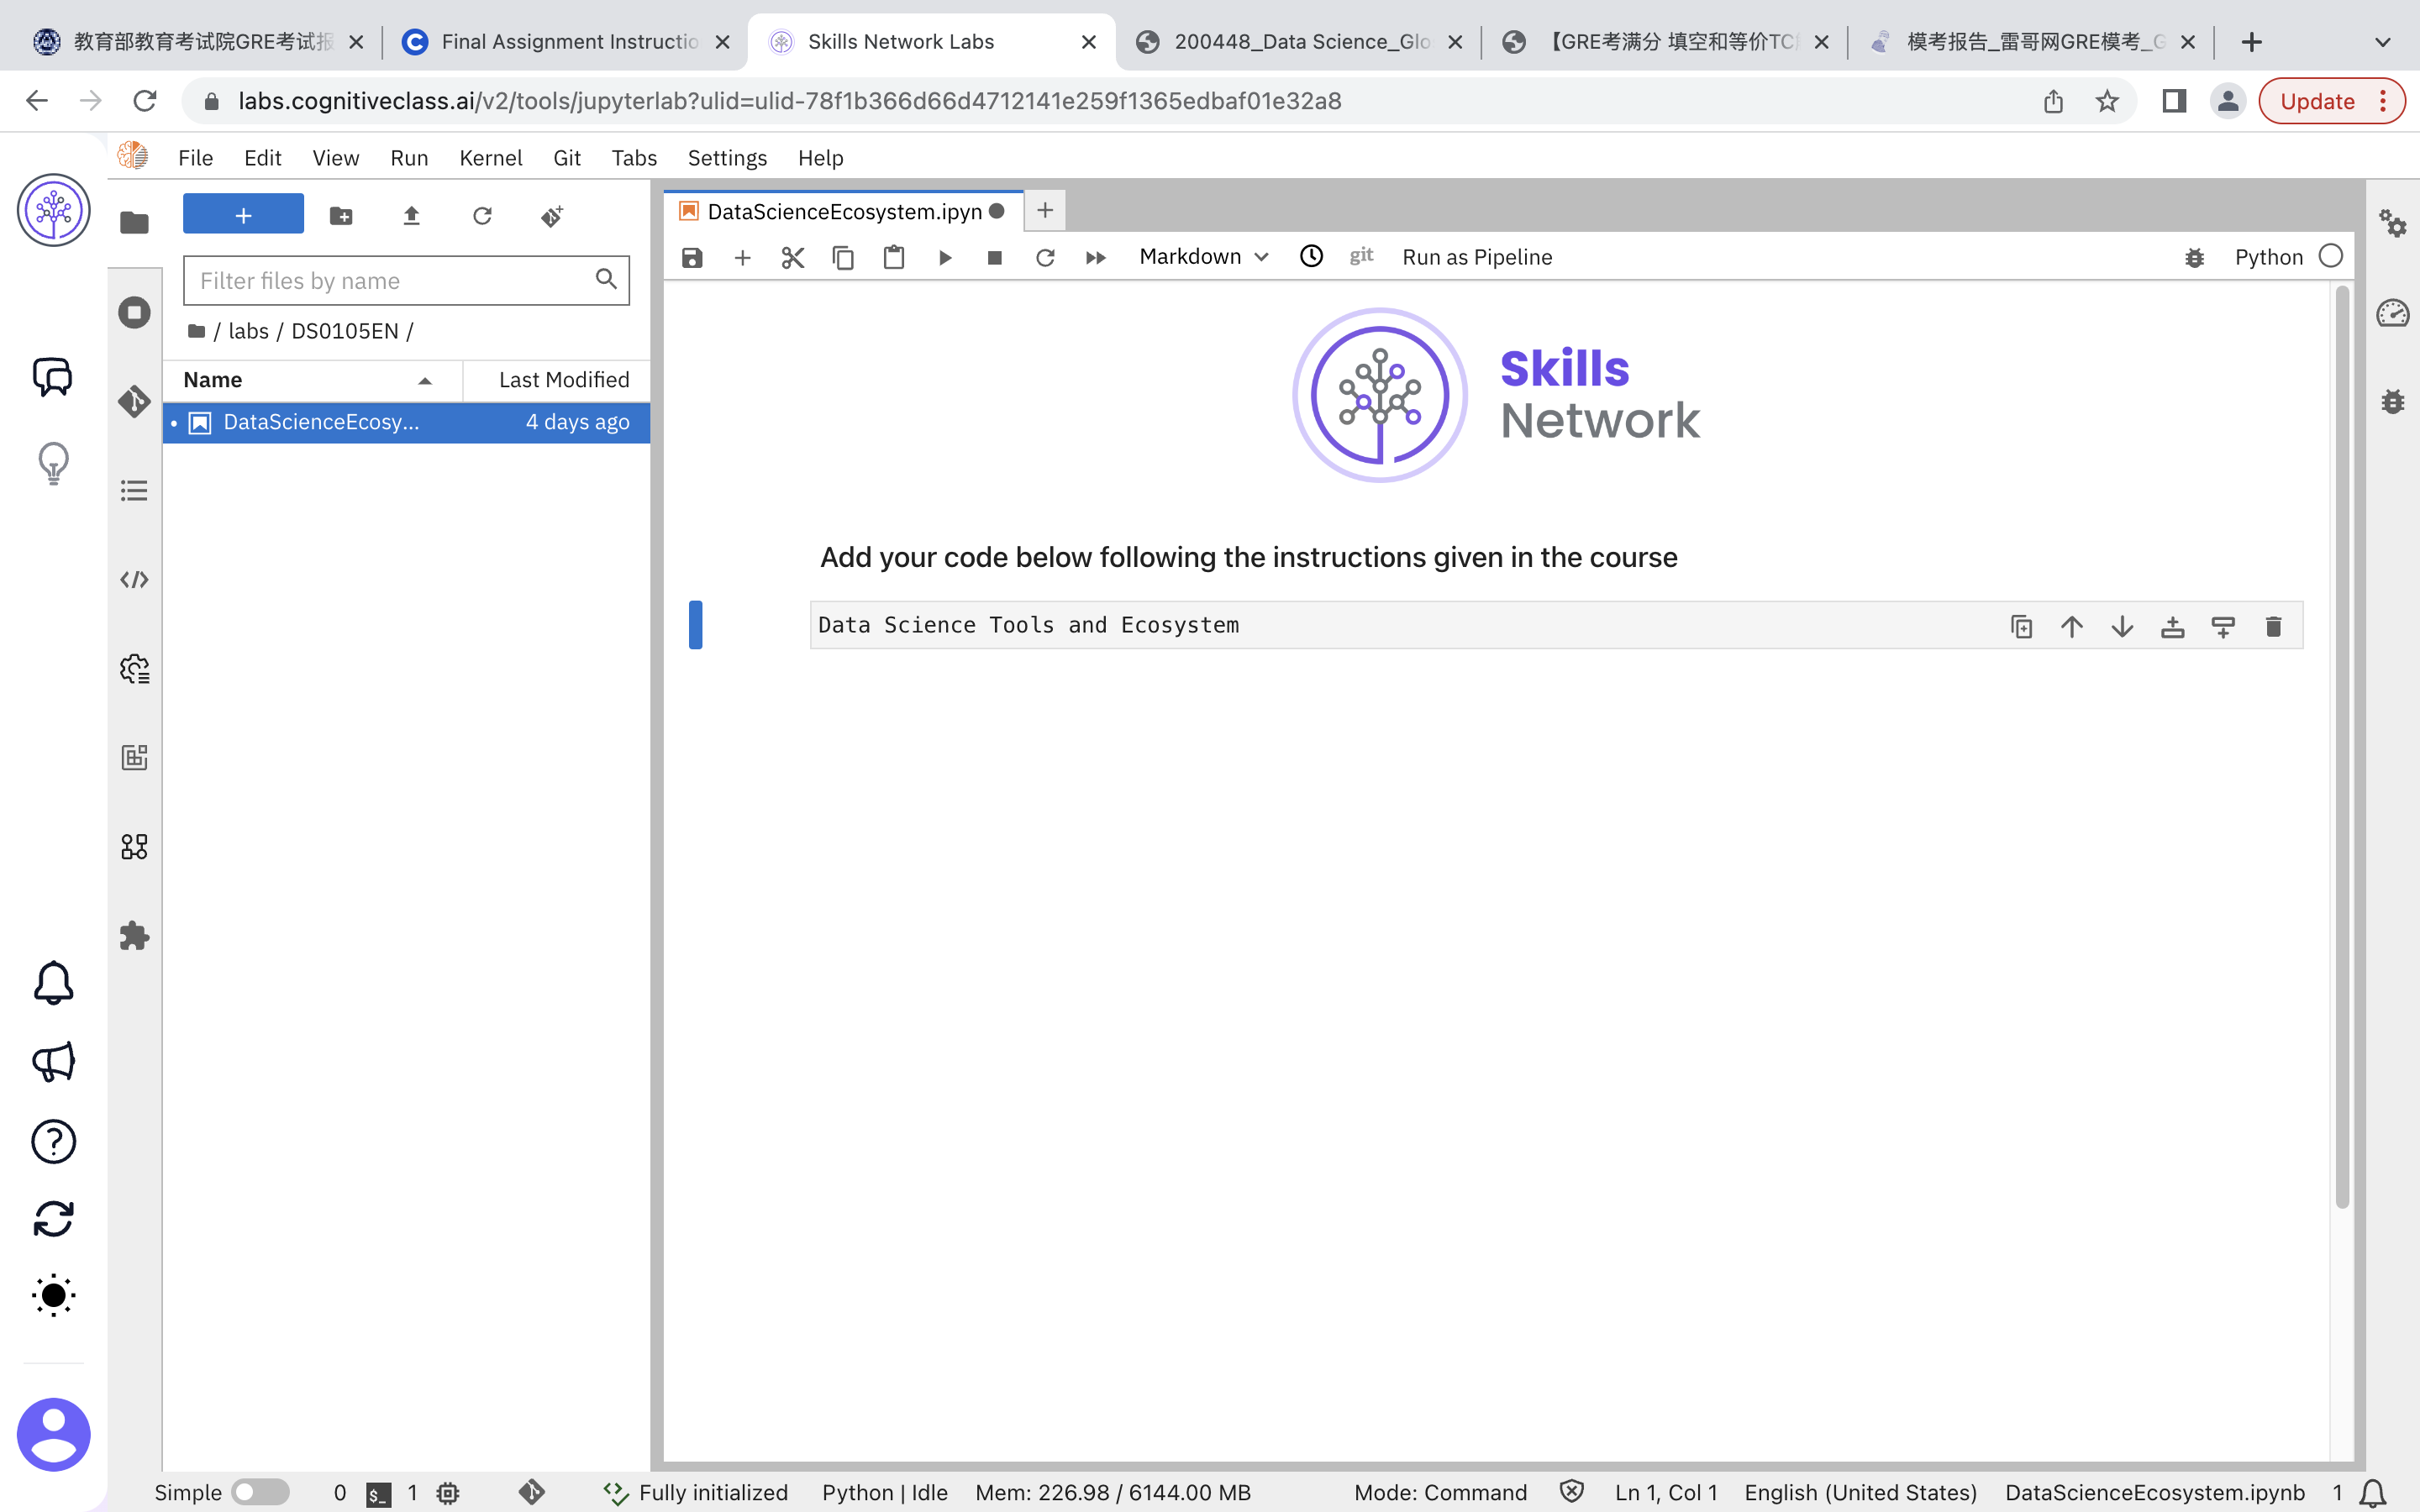 教育部教育考试院GRE考试报
Final Assignment Instructio
Skills Network Labs
200448_Data Science_Glo
【GRE考满分 填空和等价TC
模考报告_雷哥网GRE模考_G
labs.cognitiveclass.ai/v2/tools/jupyterlab?ulid=ulid-78f1b366d66d4712141e259f1365edbaf01e32a8
Update
File Edit View Run Kernel Git Tabs Settings Help
DataScienceEcosystem.ipyn
Markdown
git
Run as Pipeline
Python
Filter files by name
/ labs / DS0105EN /
Name
Last Modified
DataScienceEcosy...
4 days ago
Skills
Network
Add your code below following the instructions given in the course
Data Science Tools and Ecosystem
Simple
0
$_
1
Fully initialized
Python | Idle
Mem: 226.98 / 6144.00 MB
Mode: Command
Ln 1, Col 1
English (United States)
DataScienceEcosystem.ipynb
1